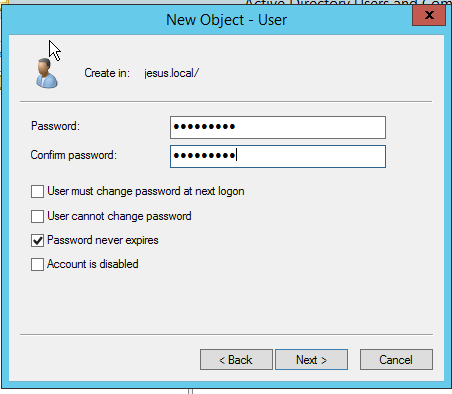 Active Directory Users and Com
New Object - User
x
Create in: jesus.local/
Password: •••••••••
Confirm password: •••••••••
User must change password at next logon
User cannot change password
Password never expires
Account is disabled
< Back Next > Cancel